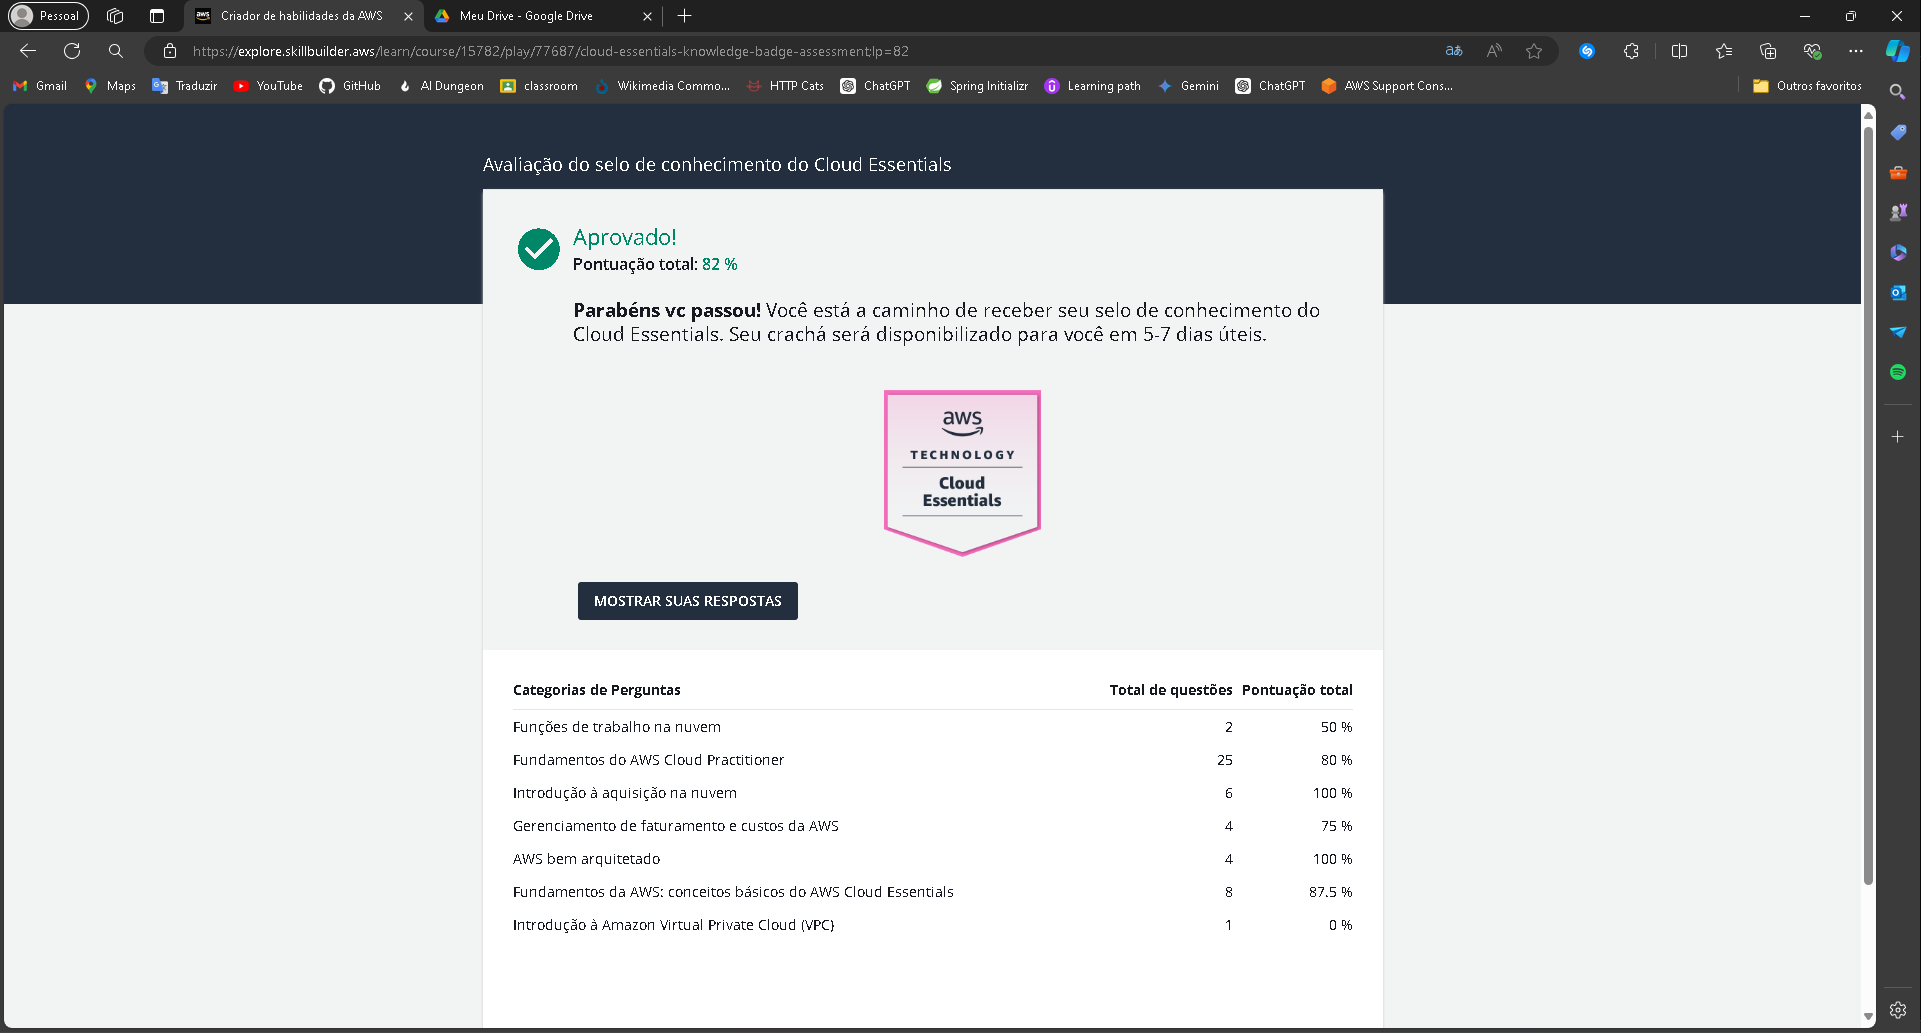 Pessoal
Criador de habilidades da AWS
Meu Drive - Google Drive
https://explore.skillbuilder.aws/learn/course/15782/play/77687/cloud-essentials-knowledge-badge-assessment;lp=82
Gmail Maps Traduzir YouTube GitHub AI Dungeon classroom Wikimedia Commo... HTTP Cats ChatGPT Spring Initializr Learning path Gemini ChatGPT AWS Support Cons... Outros favoritos
Avaliação do selo de conhecimento do Cloud Essentials
Aprovado!
Pontuação total: 82 %
Parabéns vc passou! Você está a caminho de receber seu selo de conhecimento do
Cloud Essentials. Seu crachá será disponibilizado para você em 5-7 dias úteis.
aws
TECHNOLOGY
Cloud
Essentials
MOSTRAR SUAS RESPOSTAS
Categorias de Perguntas Total de questões Pontuação total
Funções de trabalho na nuvem 2 50 %
Fundamentos do AWS Cloud Practitioner 25 80 %
Introdução à aquisição na nuvem 6 100 %
Gerenciamento de faturamento e custos da AWS 4 75 %
AWS bem arquitetado 4 100 %
Fundamentos da AWS: conceitos básicos do AWS Cloud Essentials 8 87.5 %
Introdução à Amazon Virtual Private Cloud (VPC) 1 0 %